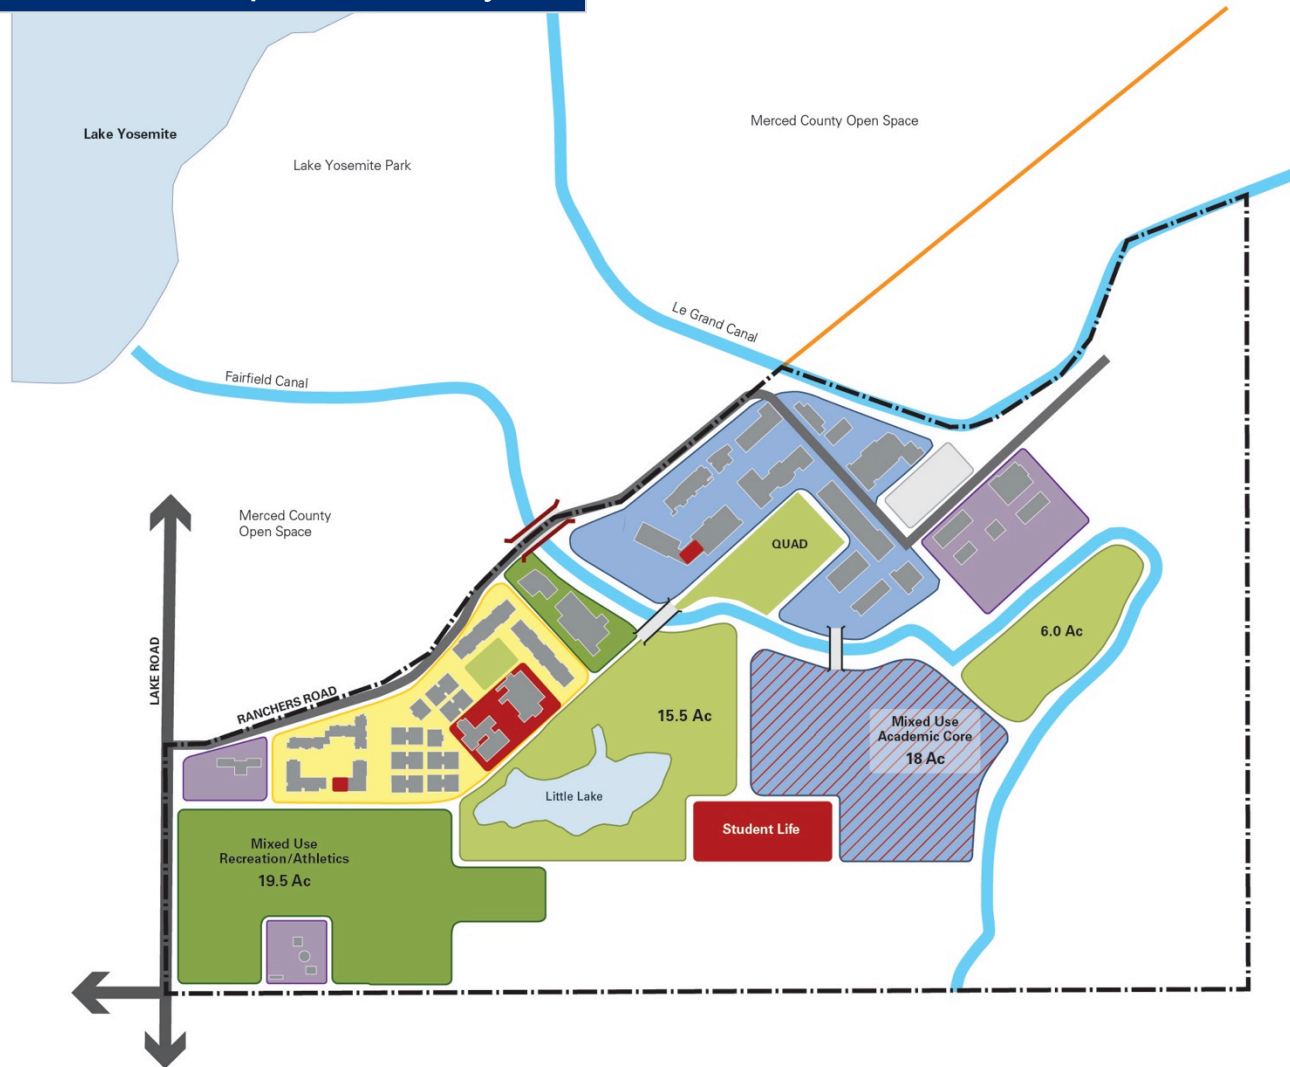 Lake Yosemite
Lake Yosemite Park
Merced County Open Space
Le Grand Canal
Fairfield Canal
Merced County
Open Space
QUAD
6.0 Ac
LAKE ROAD
RANCHERS ROAD
15.5 Ac
Mixed Use
Academic Core
18 Ac
Little Lake
Student Life
Mixed Use
Recreation/Athletics
19.5 Ac